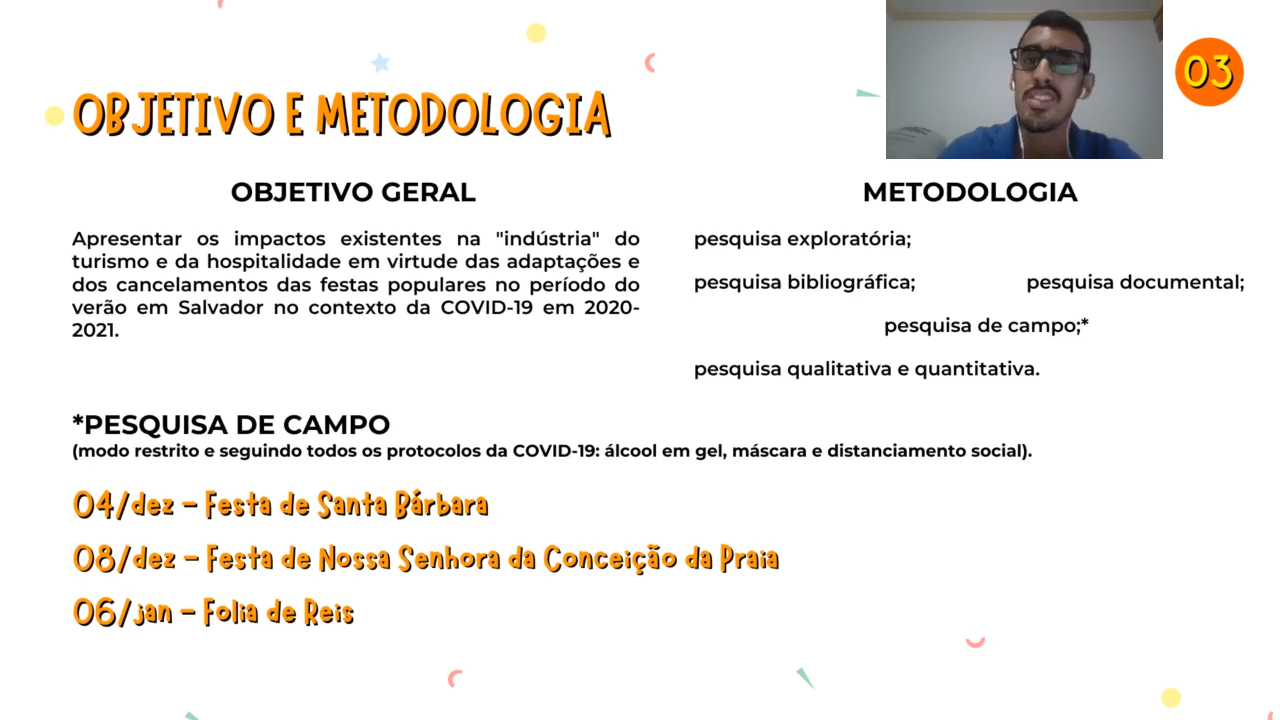 03
OBJETIVO E METODOLOGIA
OBJETIVO GERAL
Apresentar os impactos existentes na "indústria" do
turismo e da hospitalidade em virtude das adaptações e
dos cancelamentos das festas populares no período do
verão em Salvador no contexto da COVID-19 em 2020-
2021.
METODOLOGIA
pesquisa exploratória;
pesquisa bibliográfica; pesquisa documental;
pesquisa de campo;*
pesquisa qualitativa e quantitativa.
*PESQUISA DE CAMPO
(modo restrito e seguindo todos os protocolos da COVID-19: álcool em gel, máscara e distanciamento social).
04/dez - Festa de Santa Bárbara
08/dez - Festa de Nossa Senhora da Conceição da Praia
06/jan - Folia de Reis